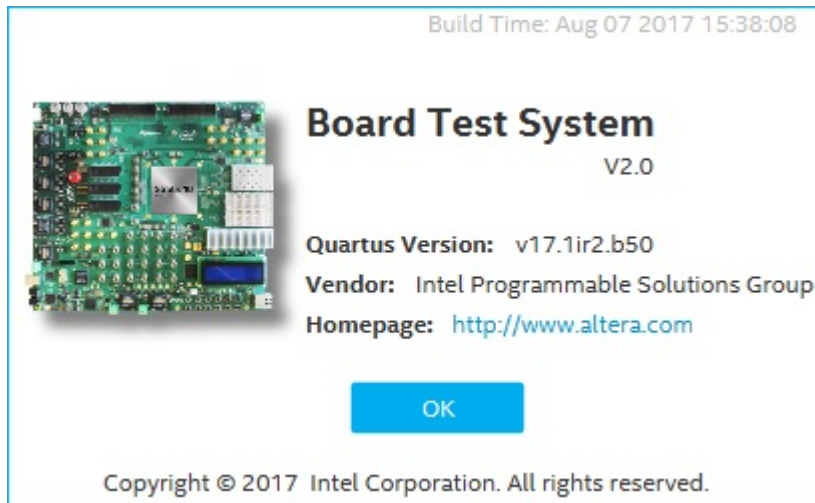 Build Time: Aug 07 2017 15:38:08
Board Test System
V2.0
Quartus Version: v17.1ir2.b50
Vendor: Intel Programmable Solutions Group
Homepage: http://www.altera.com
OK
Copyright © 2017 Intel Corporation. All rights reserved.